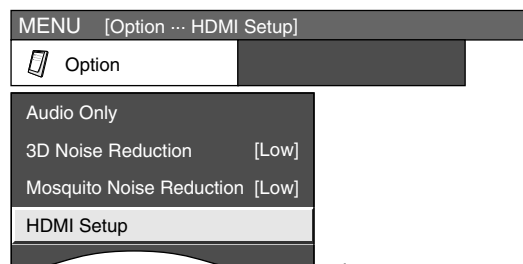 MENU [Option ··· HDMI Setup]
Option
Audio Only
3D Noise Reduction [Low]
Mosquito Noise Reduction [Low]
HDMI Setup